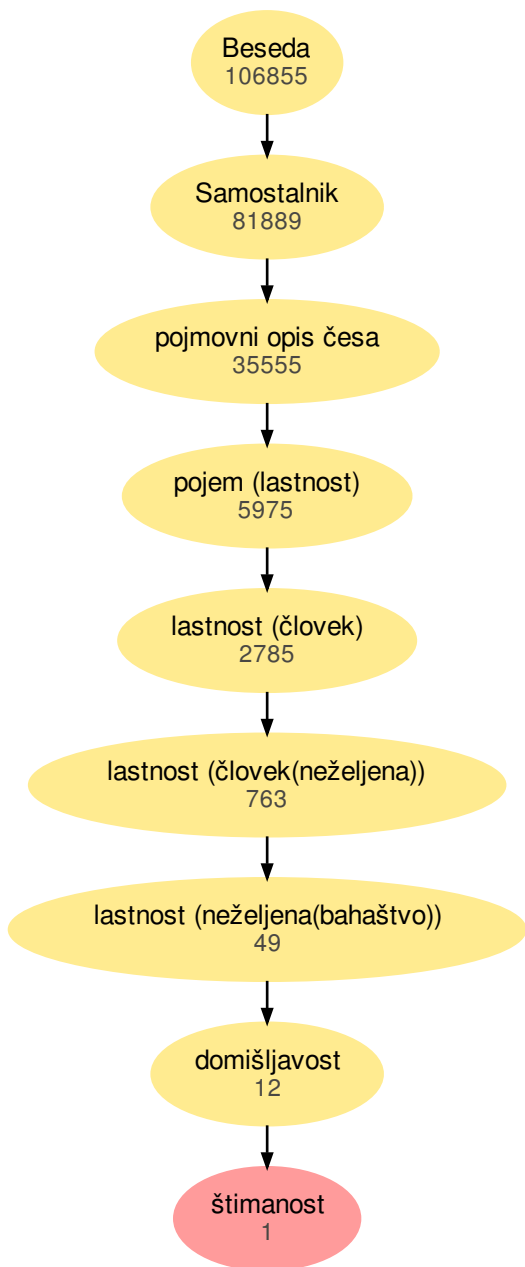 Beseda
106855
Samostalnik
81889
pojmovni opis česa
35555
pojem (lastnost)
5975
lastnost (človek)
2785
lastnost (človek(neželjena))
763
lastnost (neželjena(bahaštvo))
49
domišljavost
12
štimanost
1